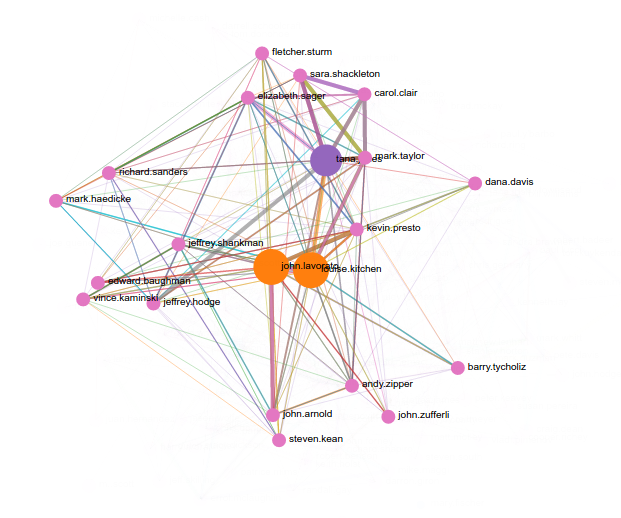 fletcher.sturm
sara.shackleton
carol.clair
elizabeth.sager
mark.taylor
richard.sanders
dana.davis
mark.haedicke
kevin.presto
jeffrey.shankman
john.lavorato
louise.kitchen
edward.baughman
vince.kaminski
jeffrey.hodge
barry.tycholiz
andy.zipper
john.arnold
john.zufferli
steven.kean